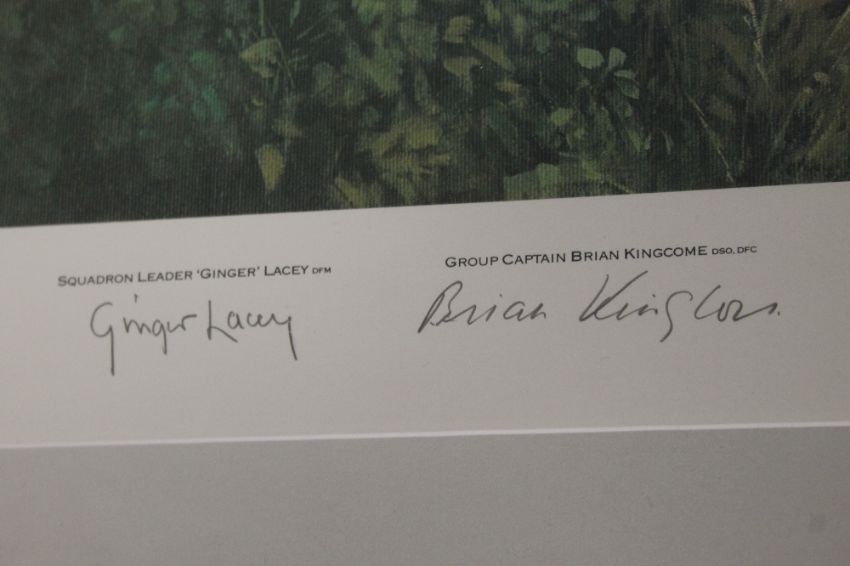 SQUADRON LEADER 'GINGER' LACEY DFM
Ginger Lacey
GROUP CAPTAIN BRIAN KINGCOME DSO, DFC
Brian Kingcome